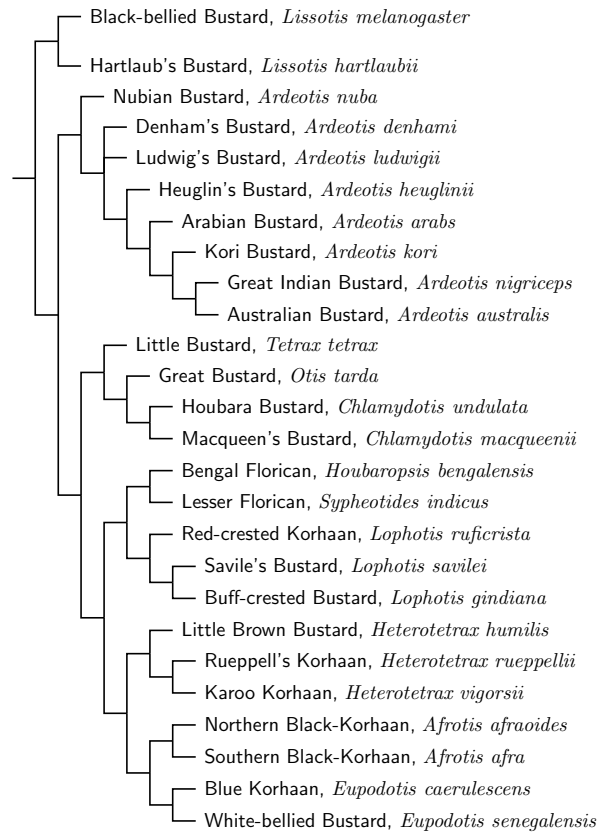 Black-bellied Bustard, Lissotis melanogaster
Hartlaub's Bustard, Lissotis hartlaubii
Nubian Bustard, Ardeotis nuba
Denham's Bustard, Ardeotis denhami
Ludwig's Bustard, Ardeotis ludwigii
Heuglin's Bustard, Ardeotis heuglinii
Arabian Bustard, Ardeotis arabs
Kori Bustard, Ardeotis kori
Great Indian Bustard, Ardeotis nigriceps
Australian Bustard, Ardeotis australis
Little Bustard, Tetrax tetrax
Great Bustard, Otis tarda
Houbara Bustard, Chlamydotis undulata
Macqueen's Bustard, Chlamydotis macqueenii
Bengal Florican, Houbaropsis bengalensis
Lesser Florican, Sypheotides indicus
Red-crested Korhaan, Lophotis ruficrista
Savile's Bustard, Lophotis savilei
Buff-crested Bustard, Lophotis gindiana
Little Brown Bustard, Heterotetrax humilis
Rueppell's Korhaan, Heterotetrax rueppellii
Karoo Korhaan, Heterotetrax vigorsii
Northern Black-Korhaan, Afrotis afraoides
Southern Black-Korhaan, Afrotis afra
Blue Korhaan, Eupodotis caerulescens
White-bellied Bustard, Eupodotis senegalensis